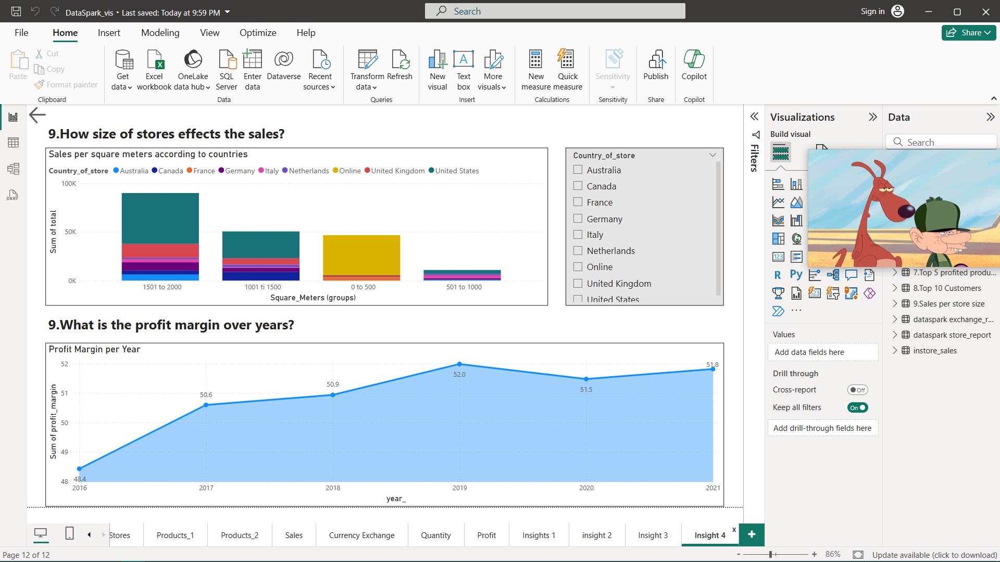 DataSpark_vis • Last saved: Today at 9:59 PM
Search
Sign in
File
Home
Insert
Modeling
View
Optimize
Help
Share
Paste
Cut
Copy
Format painter
Clipboard
Get data
Excel workbook
OneLake data hub
SQL Server
Enter data
Dataverse
Recent sources
Data
Transform data
Refresh
Queries
New visual
A
Text box
More visuals
Insert
New measure
Quick measure
Calculations
Sensitivity
Sensitivity
Publish
Share
Copilot
Copilot
9.How size of stores effects the sales?
Sales per square meters according to countries
Country_of_store Australia Canada France Germany Italy Netherlands Online United Kingdom United States
100K
50K
0K
Sum of total
1501 to 2000
1001 ti 1500
0 to 500
501 to 1000
Square_Meters (groups)
Country_of_store
Australia
Canada
France
Germany
Italy
Netherlands
Online
United Kingdom
United States
9.What is the profit margin over years?
Profit Margin per Year
52
51
50
49
48
Sum of profit_margin
48.4
50.6
50.9
52.0
51.5
51.8
2016
2017
2018
2019
2020
2021
year_
DAX
Filters
Visualizations
Build visual
123
R
Py
123
...
Values
Add data fields here
Drill through
Cross-report
Off
Keep all filters
On
Add drill-through fields here
Data
Search
7.Top 5 profited produ...
8.Top 10 Customers
9.Sales per store size
dataspark exchange_r...
dataspark store_report
instore_sales
Stores
Products_1
Products_2
Sales
Currency Exchange
Quantity
Profit
Insights 1
insight 2
Insight 3
Insight 4
x
+
Page 12 of 12
- + 86%
Update available (click to download)